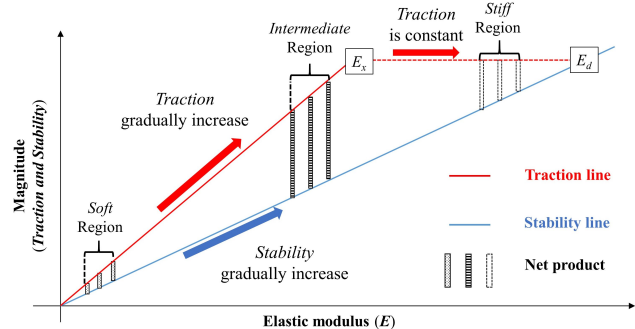 Intermediate
Region
Traction
is constant
Stiff
Region
Eₓ
E_d
Traction
gradually increase
Magnitude
(Traction and Stability)
Soft
Region
Stability
gradually increase
Traction line
Stability line
Net product
Elastic modulus (E)